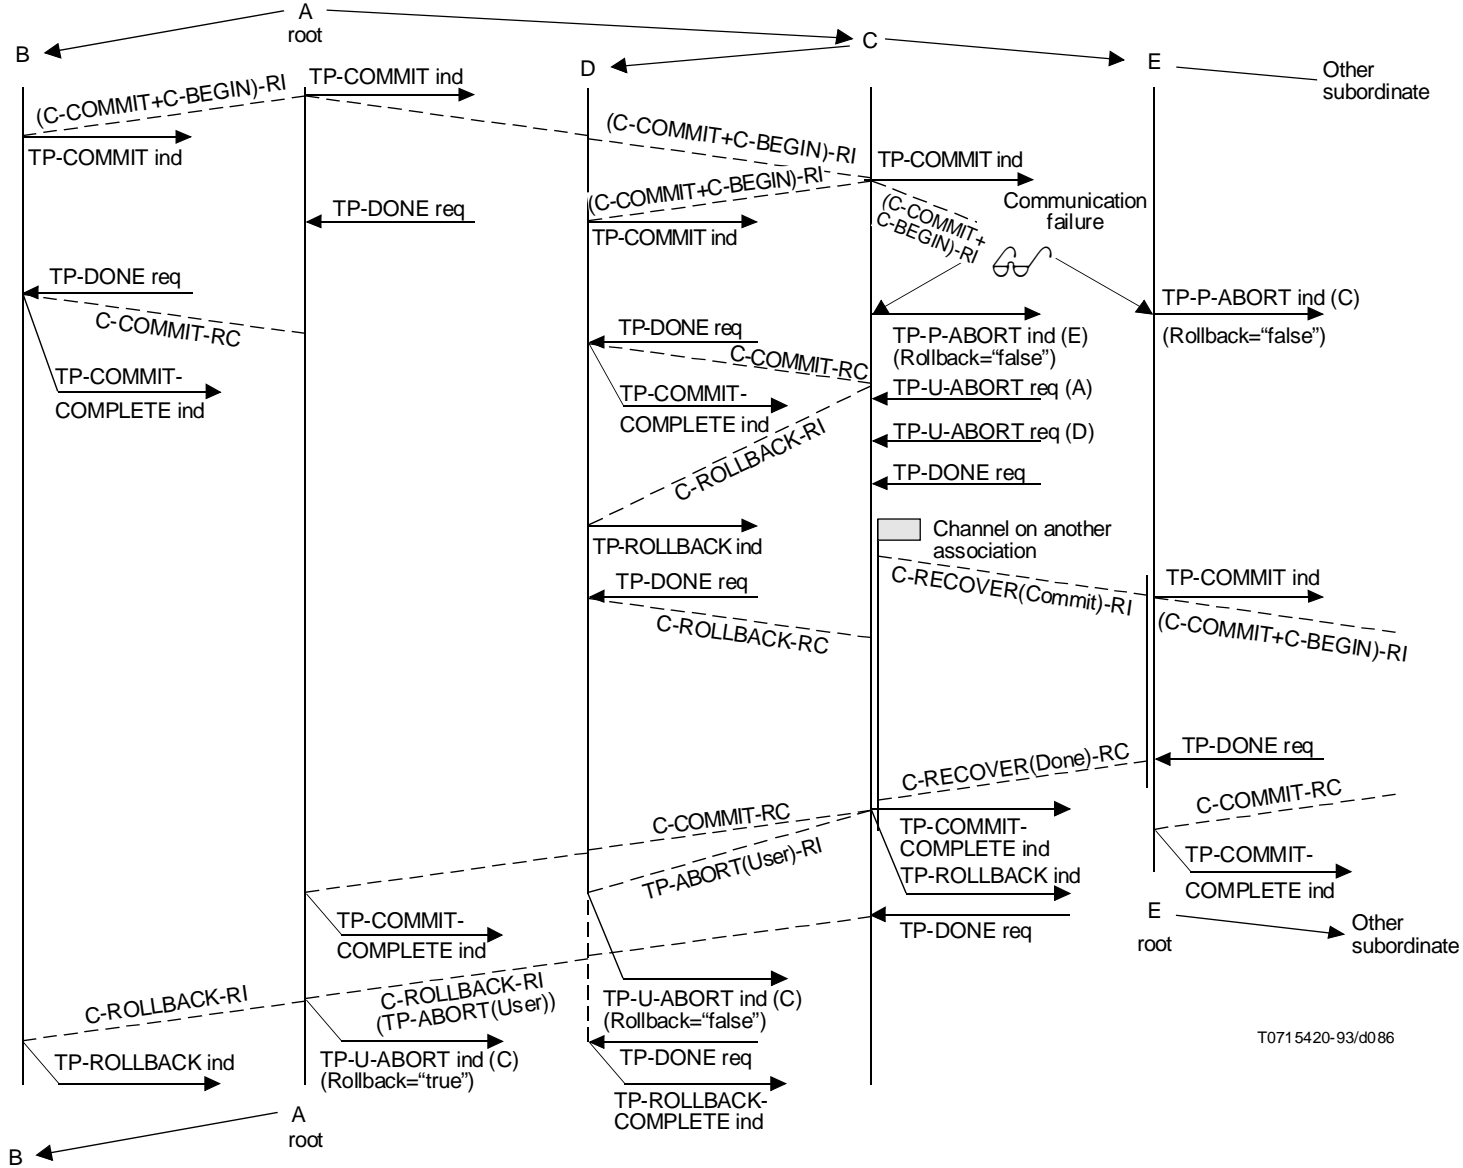 A
root
B
C
D
E
Other
subordinate
TP-COMMIT ind
(C-COMMIT+C-BEGIN)-RI
TP-COMMIT ind
(C-COMMIT+C-BEGIN)-RI
TP-COMMIT ind
(C-COMMIT+C-BEGIN)-RI
TP-COMMIT ind
(C-COMMIT+
C-BEGIN)-RI
Communication
failure
TP-DONE req
TP-DONE req
C-COMMIT-RC
TP-COMMIT-
COMPLETE ind
TP-DONE req
C-COMMIT-RC
TP-COMMIT-
COMPLETE ind
TP-P-ABORT ind (E)
(Rollback=“false”)
TP-P-ABORT ind (C)
(Rollback=“false”)
TP-U-ABORT req (A)
TP-U-ABORT req (D)
C-ROLLBACK-RI
TP-DONE req
TP-ROLLBACK ind
Channel on another
association
TP-DONE req
C-ROLLBACK-RC
C-RECOVER(Commit)-RI
TP-COMMIT ind
(C-COMMIT+C-BEGIN)-RI
TP-DONE req
C-RECOVER(Done)-RC
C-COMMIT-RC
C-COMMIT-RC
TP-ABORT(User)-RI
TP-COMMIT-
COMPLETE ind
TP-ROLLBACK ind
TP-COMMIT-
COMPLETE ind
TP-COMMIT-
COMPLETE ind
TP-DONE req
E
root
Other
subordinate
C-ROLLBACK-RI
C-ROLLBACK-RI
(TP-ABORT(User))
TP-U-ABORT ind (C)
(Rollback=“false”)
TP-ROLLBACK ind
TP-U-ABORT ind (C)
(Rollback=“true”)
TP-DONE req
TP-ROLLBACK-
COMPLETE ind
T0715420-93/d086
A
root
B